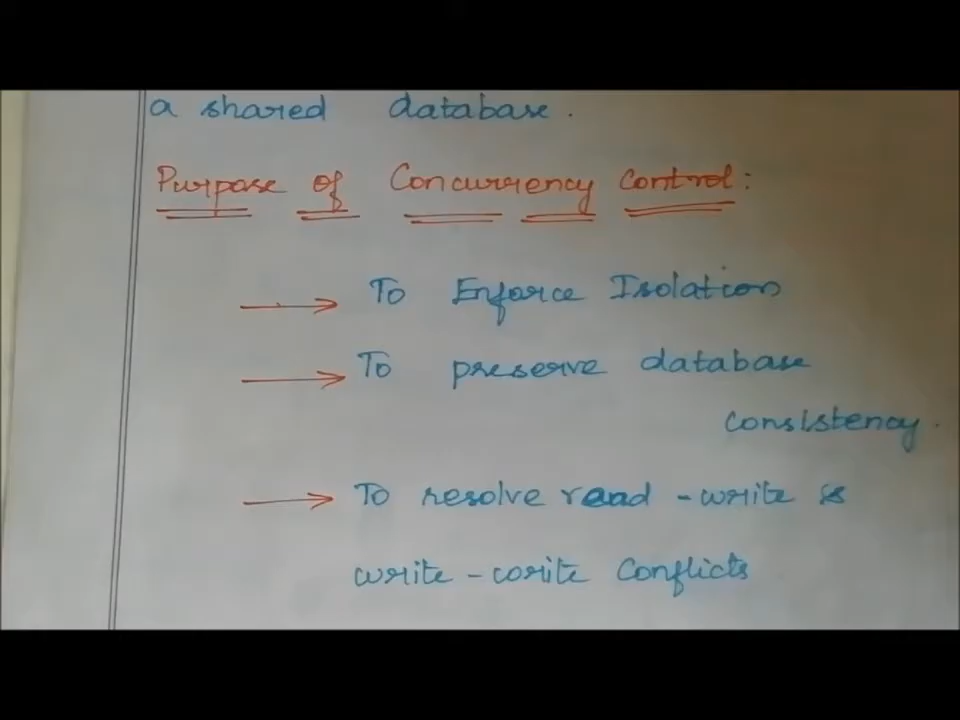 a shared database.
Purpose of Concurrency Control:
To Enforce Isolation
To preserve database
consistency.
To resolve read-write &
write-write Conflicts